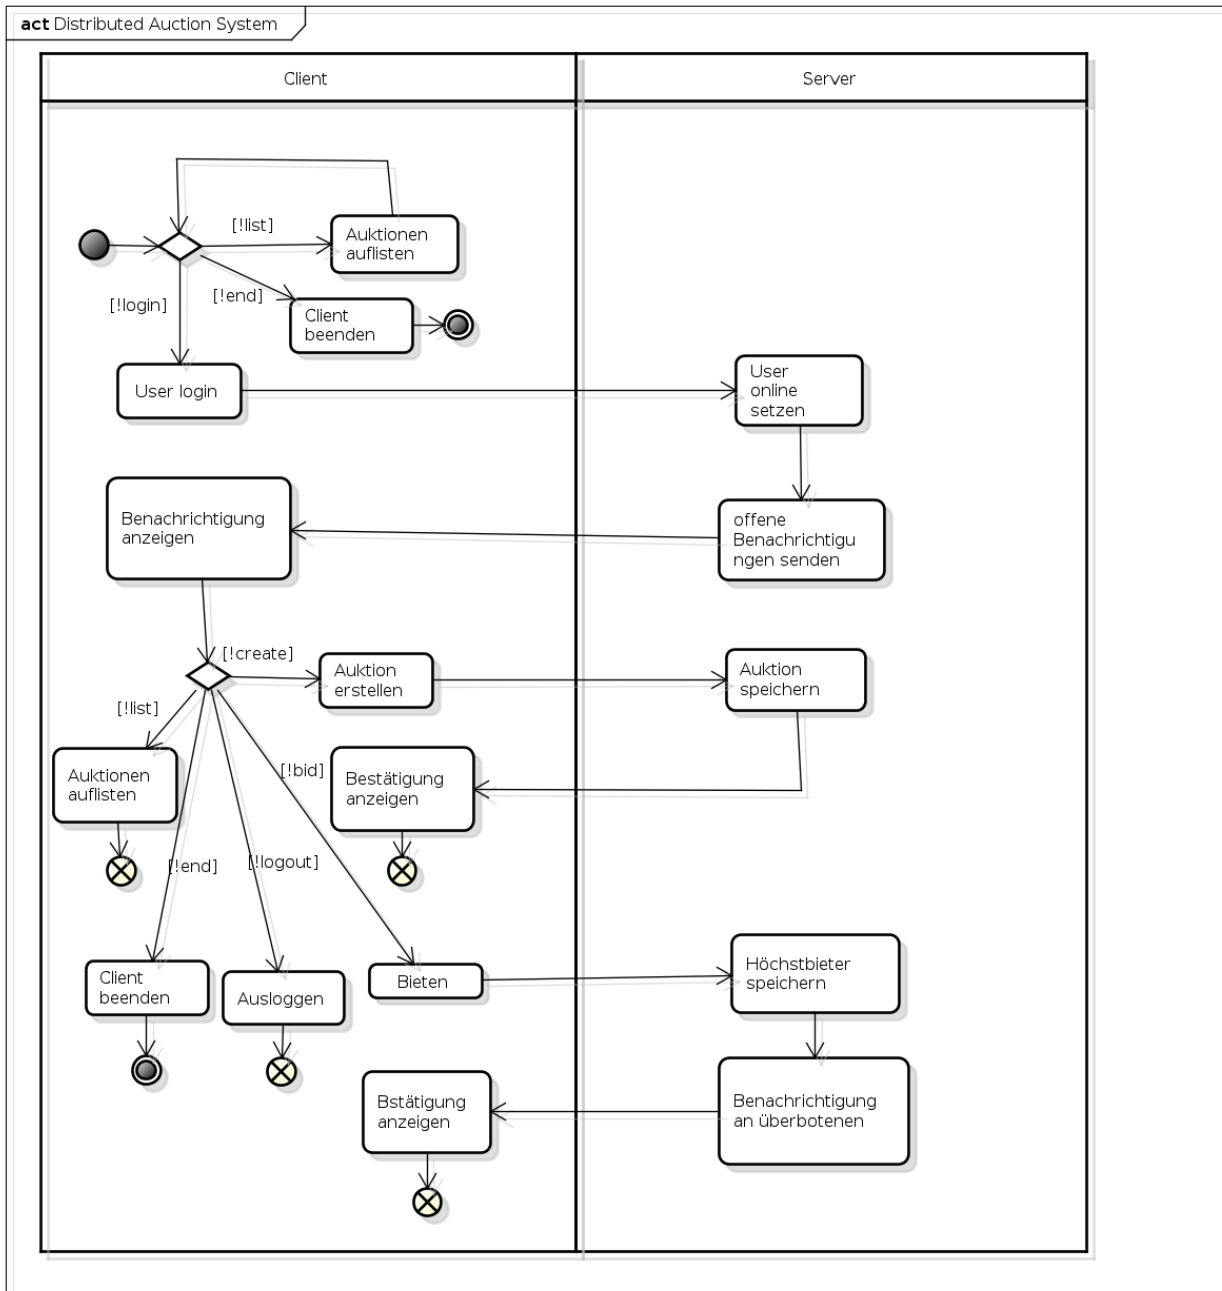 act Distributed Auction System
Client
Server
[!list]
Auktionen
auflisten
[!end]
[!login]
Client
beenden
User login
User
online
setzen
Benachrichtigung
anzeigen
offene
Benachrichtigu
ngen senden
[!create]
Auktion
erstellen
Auktion
speichern
[!list]
Auktionen
auflisten
[!bid]
Bestätigung
anzeigen
[!end]
[!logout]
Client
beenden
Ausloggen
Bieten
Höchstbieter
speichern
Bstätigung
anzeigen
Benachrichtigung
an überbotenen